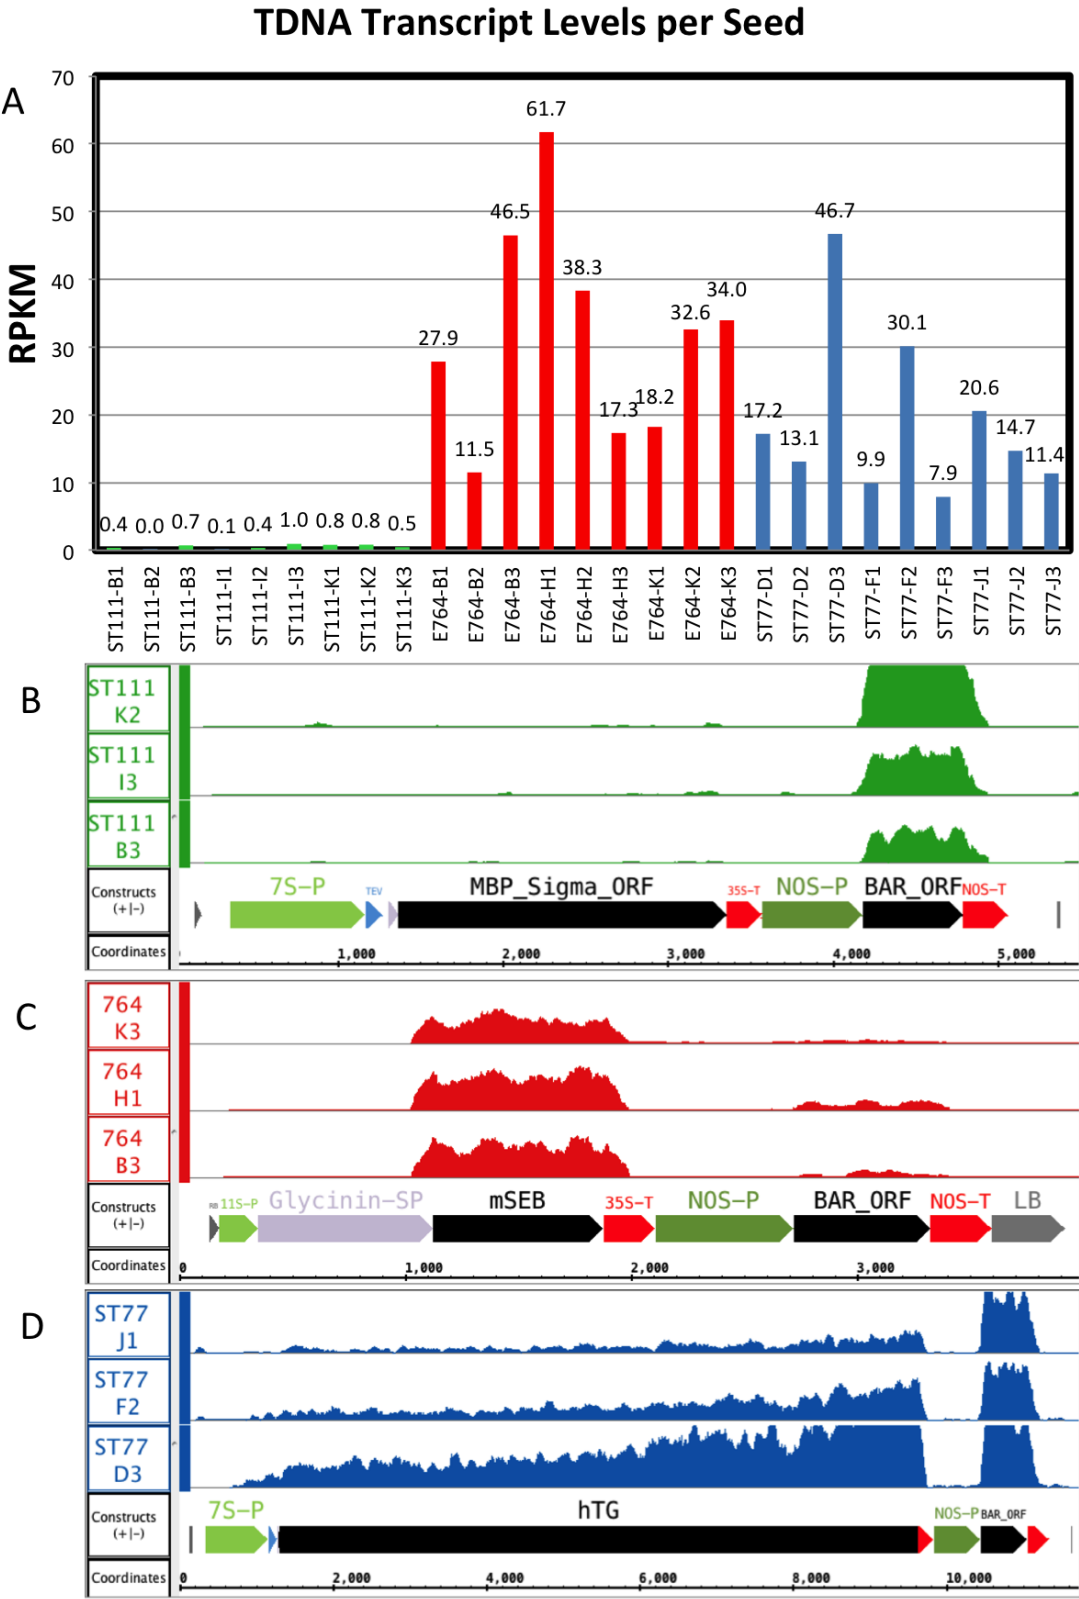 TDNA Transcript Levels per Seed
A
RPKM
70
60
50
40
30
20
10
0
0.4 0.0 0.7 0.1 0.4 1.0 0.8 0.8 0.5 27.9 11.5 46.5 61.7 38.3 17.3 18.2 32.6 34.0 17.2 13.1 46.7 9.9 30.1 7.9 20.6 14.7 11.4
ST111-B1
ST111-B2
ST111-B3
ST111-I1
ST111-I2
ST111-I3
ST111-K1
ST111-K2
ST111-K3
E764-B1
E764-B2
E764-B3
E764-H1
E764-H2
E764-H3
E764-K1
E764-K2
E764-K3
ST77-D1
ST77-D2
ST77-D3
ST77-F1
ST77-F2
ST77-F3
ST77-J1
ST77-J2
ST77-J3
B
ST111
K2
ST111
I3
ST111
B3
Constructs
(+|-)
7S-P TEV MBP_Sigma_ORF 35S-T NOS-P BAR_ORF NOS-T
Coordinates
1,000 2,000 3,000 4,000 5,000
C
764
K3
764
H1
764
B3
Constructs
(+|-)
RB 11S-P Glycinin-SP mSEB 35S-T NOS-P BAR_ORF NOS-T LB
Coordinates
0 1,000 2,000 3,000
D
ST77
J1
ST77
F2
ST77
D3
Constructs
(+|-)
7S-P hTG NOS-P BAR_ORF
Coordinates
0 2,000 4,000 6,000 8,000 10,000